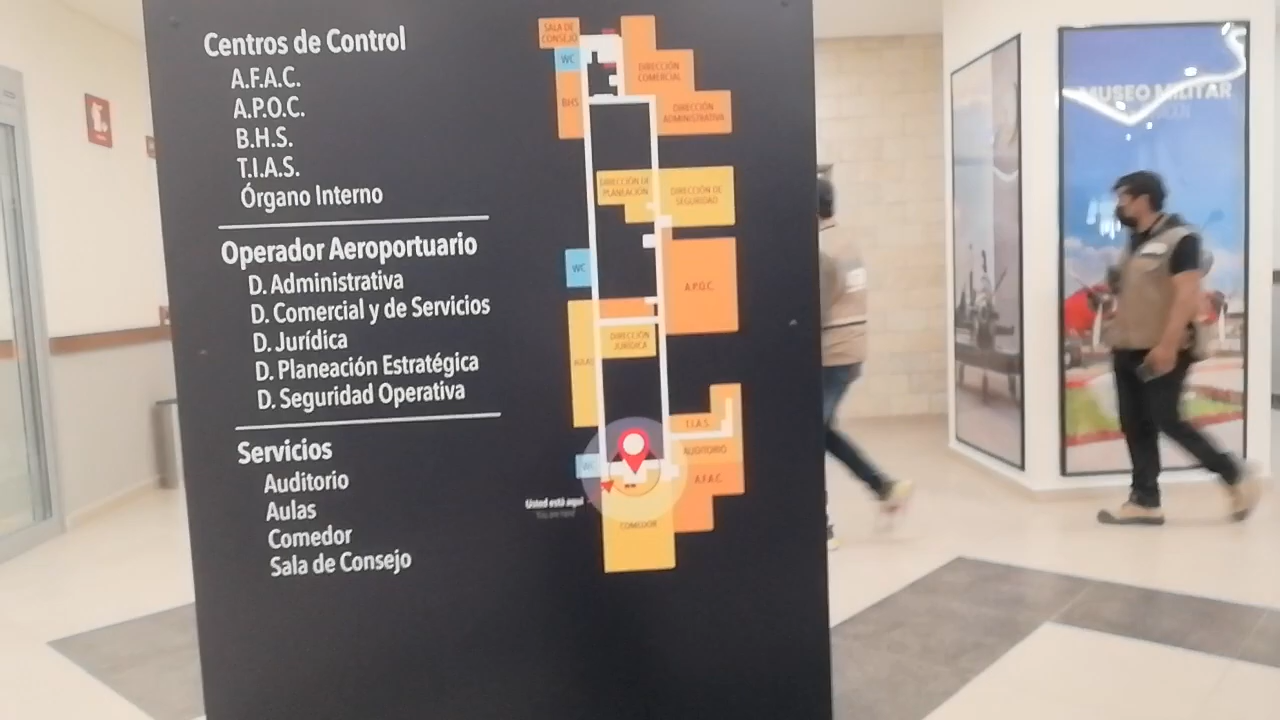 Centros de Control
A.F.A.C.
A.P.O.C.
B.H.S.
T.I.A.S.
Órgano Interno
Operador Aeroportuario
D. Administrativa
D. Comercial y de Servicios
D. Jurídica
D. Planeación Estratégica
D. Seguridad Operativa
Servicios
Auditorio
Aulas
Comedor
Sala de Consejo
SALA DE
CONSEJO
WC
BHS
DIRECCIÓN
COMERCIAL
DIRECCIÓN
ADMINISTRATIVA
DIRECCIÓN DE
PLANEACIÓN
DIRECCIÓN DE
SEGURIDAD
WC
A.P.O.C.
AULAS
DIRECCIÓN
JURÍDICA
T.I.A.S.
AUDITORIO
WC
A.F.A.C.
Usted está aquí
You are here
COMEDOR
MUSEO MILITAR